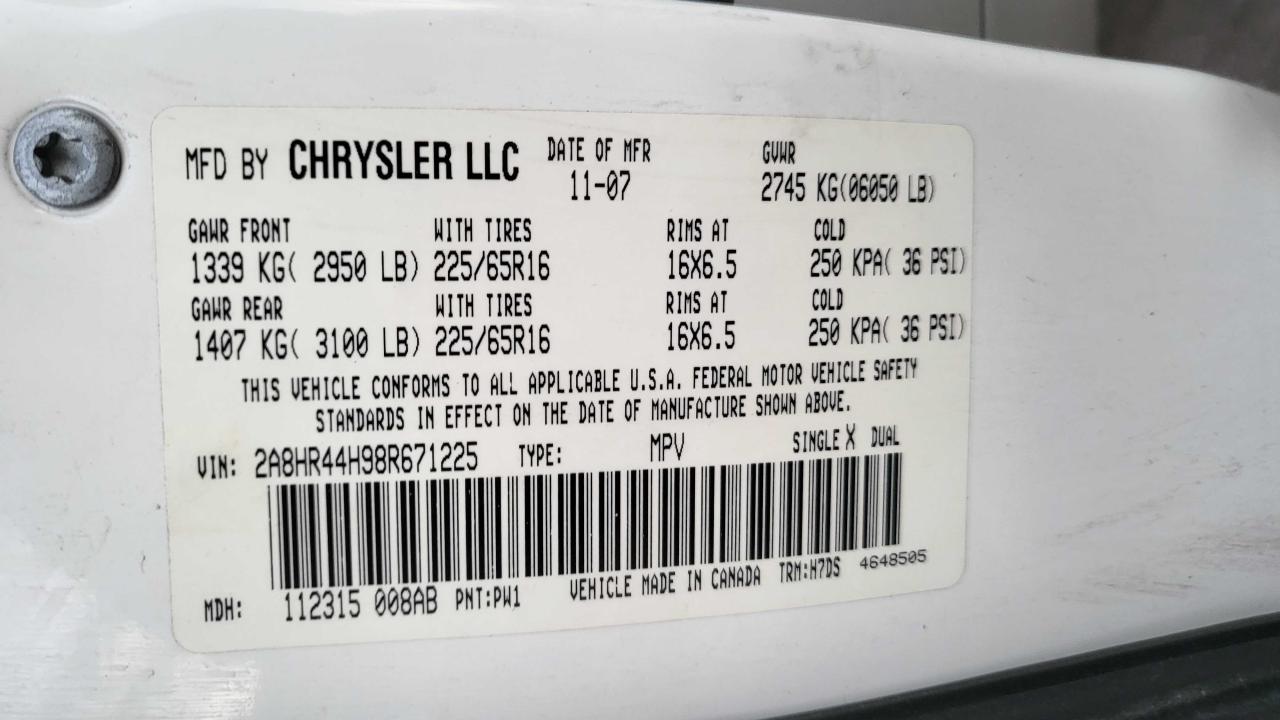 MFD BY CHRYSLER LLC DATE OF MFR GVWR
11-07 2745 KG(06050 LB)
GAWR FRONT WITH TIRES RIMS AT COLD
1339 KG( 2950 LB) 225/65R16 16X6.5 250 KPA( 36 PSI)
GAWR REAR WITH TIRES RIMS AT COLD
1407 KG( 3100 LB) 225/65R16 16X6.5 250 KPA( 36 PSI)
THIS VEHICLE CONFORMS TO ALL APPLICABLE U.S.A. FEDERAL MOTOR VEHICLE SAFETY
STANDARDS IN EFFECT ON THE DATE OF MANUFACTURE SHOWN ABOVE.
VIN: 2A8HR44H98R671225 TYPE: MPV SINGLE X DUAL
MDH: 112315 008AB PNT:PW1 VEHICLE MADE IN CANADA TRM:H7DS 4648505